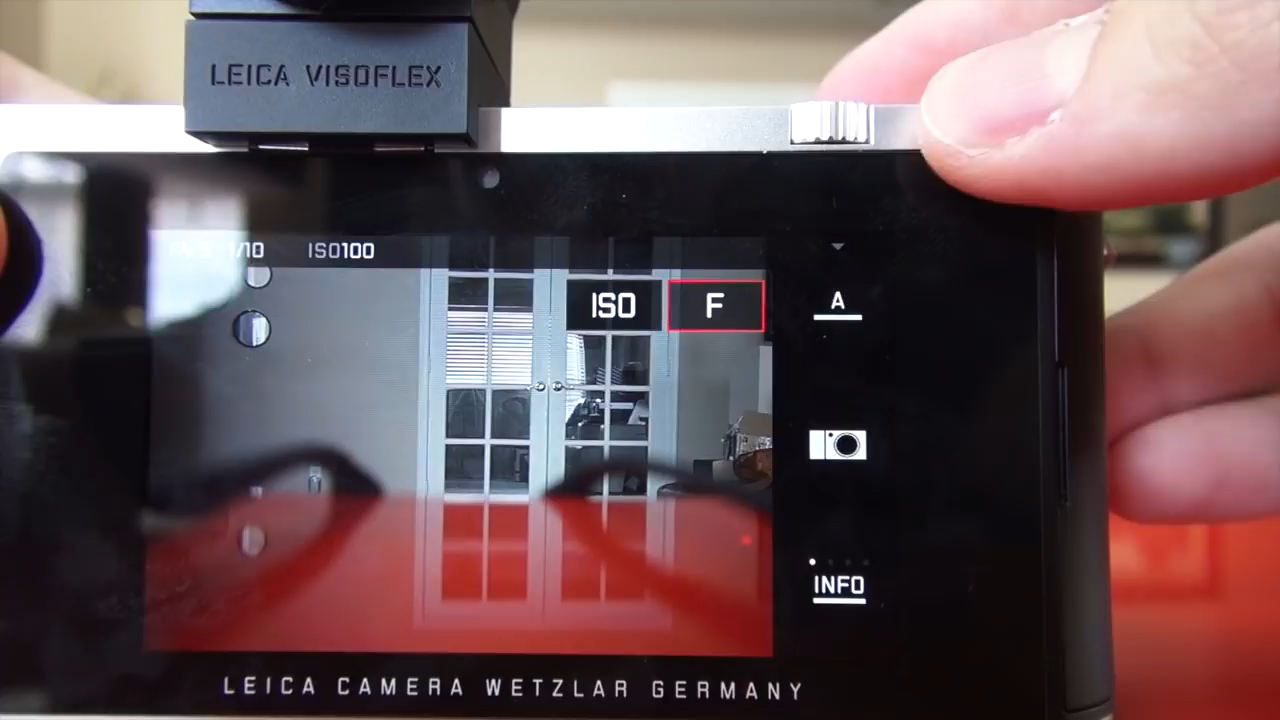 LEICA VISOFLEX
1/10 ISO100
ISO F
A
INFO
LEICA CAMERA WETZLAR GERMANY